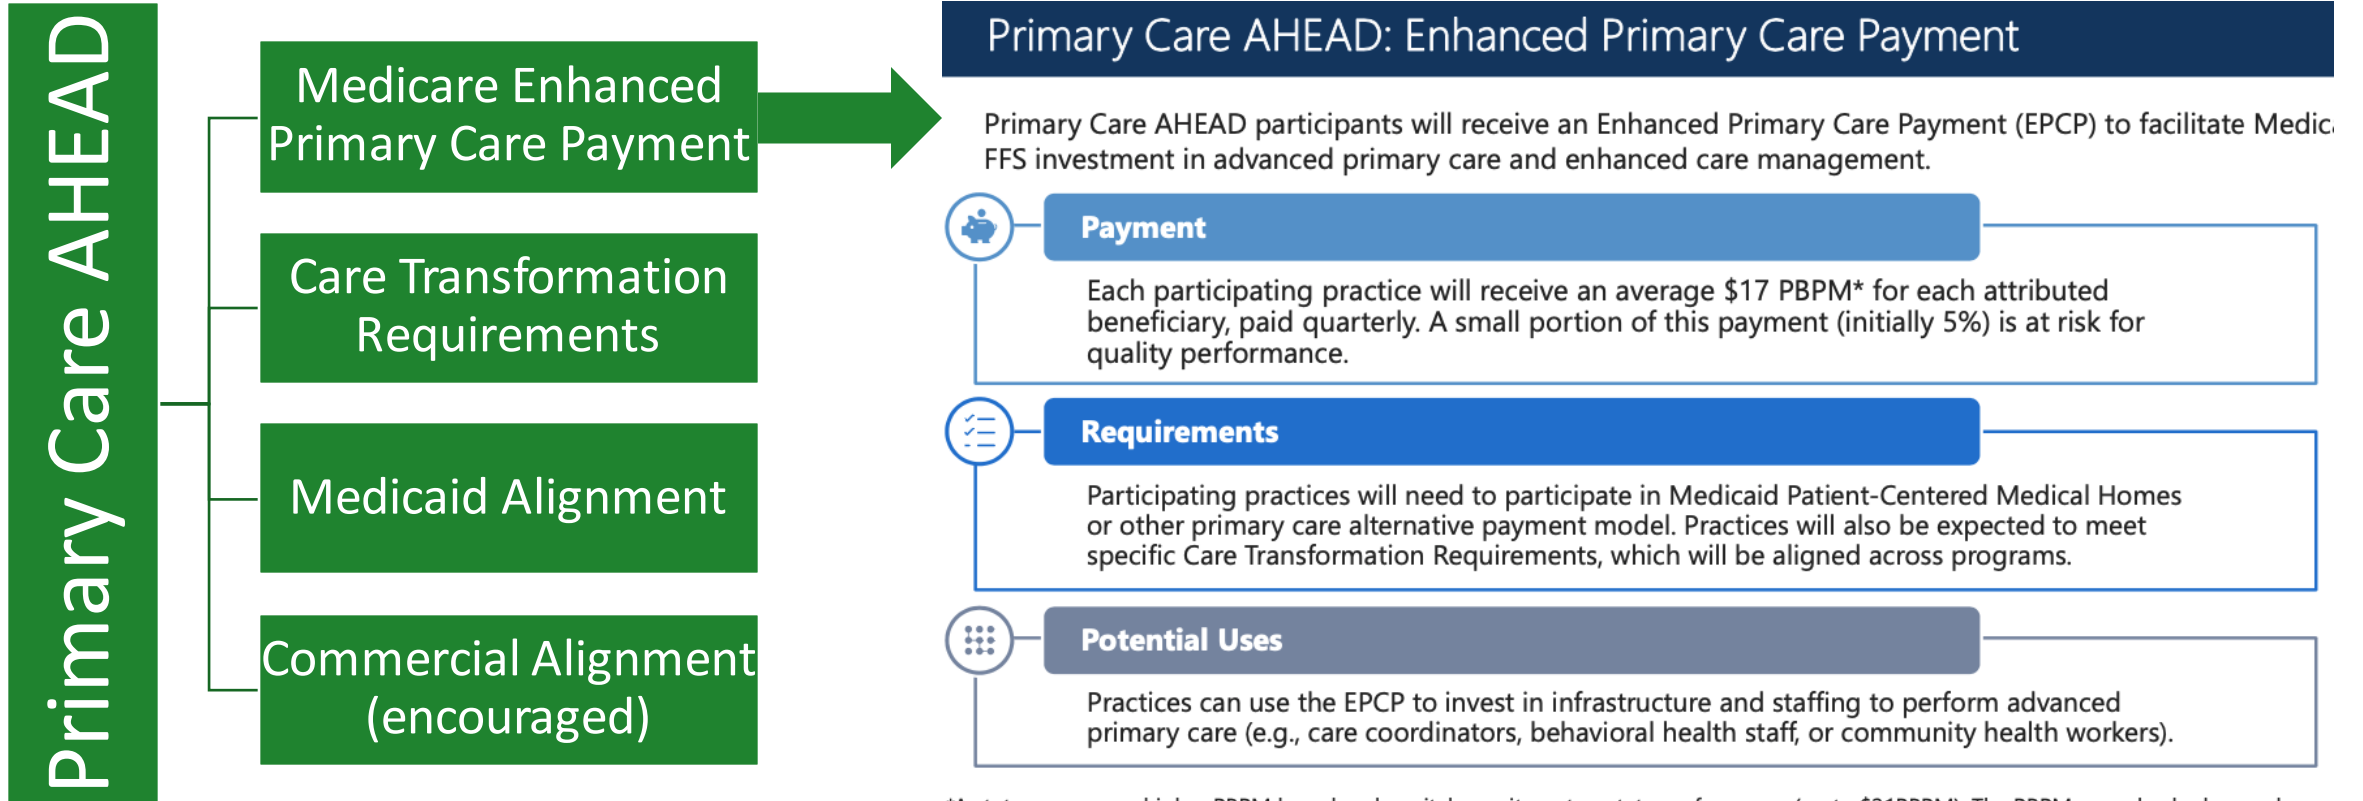 Primary Care AHEAD
Medicare Enhanced
Primary Care Payment
Care Transformation
Requirements
Medicaid Alignment
Commercial Alignment
(encouraged)
Primary Care AHEAD: Enhanced Primary Care Payment
Primary Care AHEAD participants will receive an Enhanced Primary Care Payment (EPCP) to facilitate Medic
FFS investment in advanced primary care and enhanced care management.
Payment
Each participating practice will receive an average $17 PBPM* for each attributed
beneficiary, paid quarterly. A small portion of this payment (initially 5%) is at risk for
quality performance.
Requirements
Participating practices will need to participate in Medicaid Patient-Centered Medical Homes
or other primary care alternative payment model. Practices will also be expected to meet
specific Care Transformation Requirements, which will be aligned across programs.
Potential Uses
Practices can use the EPCP to invest in infrastructure and staffing to perform advanced
primary care (e.g., care coordinators, behavioral health staff, or community health workers).